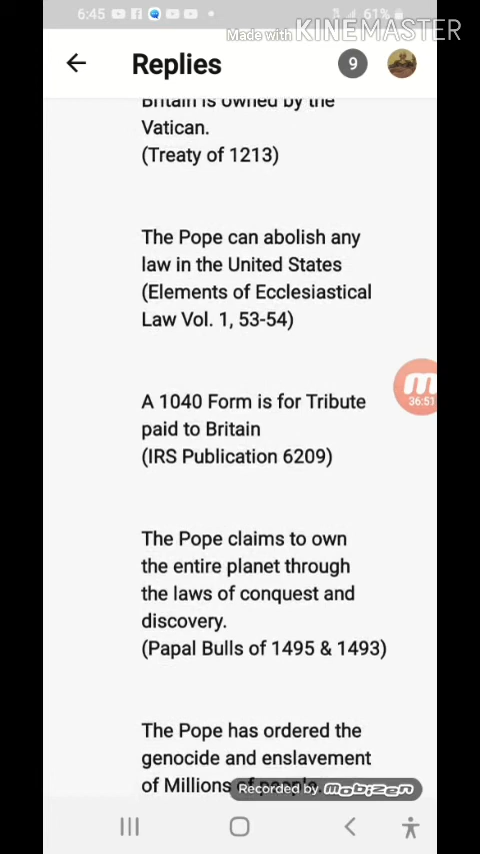 6:45
61%
Made with KINEMASTER
Replies
9
Britain is owned by the
Vatican.
(Treaty of 1213)
The Pope can abolish any
law in the United States
(Elements of Ecclesiastical
Law Vol. 1, 53-54)
36:51
A 1040 Form is for Tribute
paid to Britain
(IRS Publication 6209)
The Pope claims to own
the entire planet through
the laws of conquest and
discovery.
(Papal Bulls of 1495 & 1493)
The Pope has ordered the
genocide and enslavement
of Millions of people
Recorded by mobizen